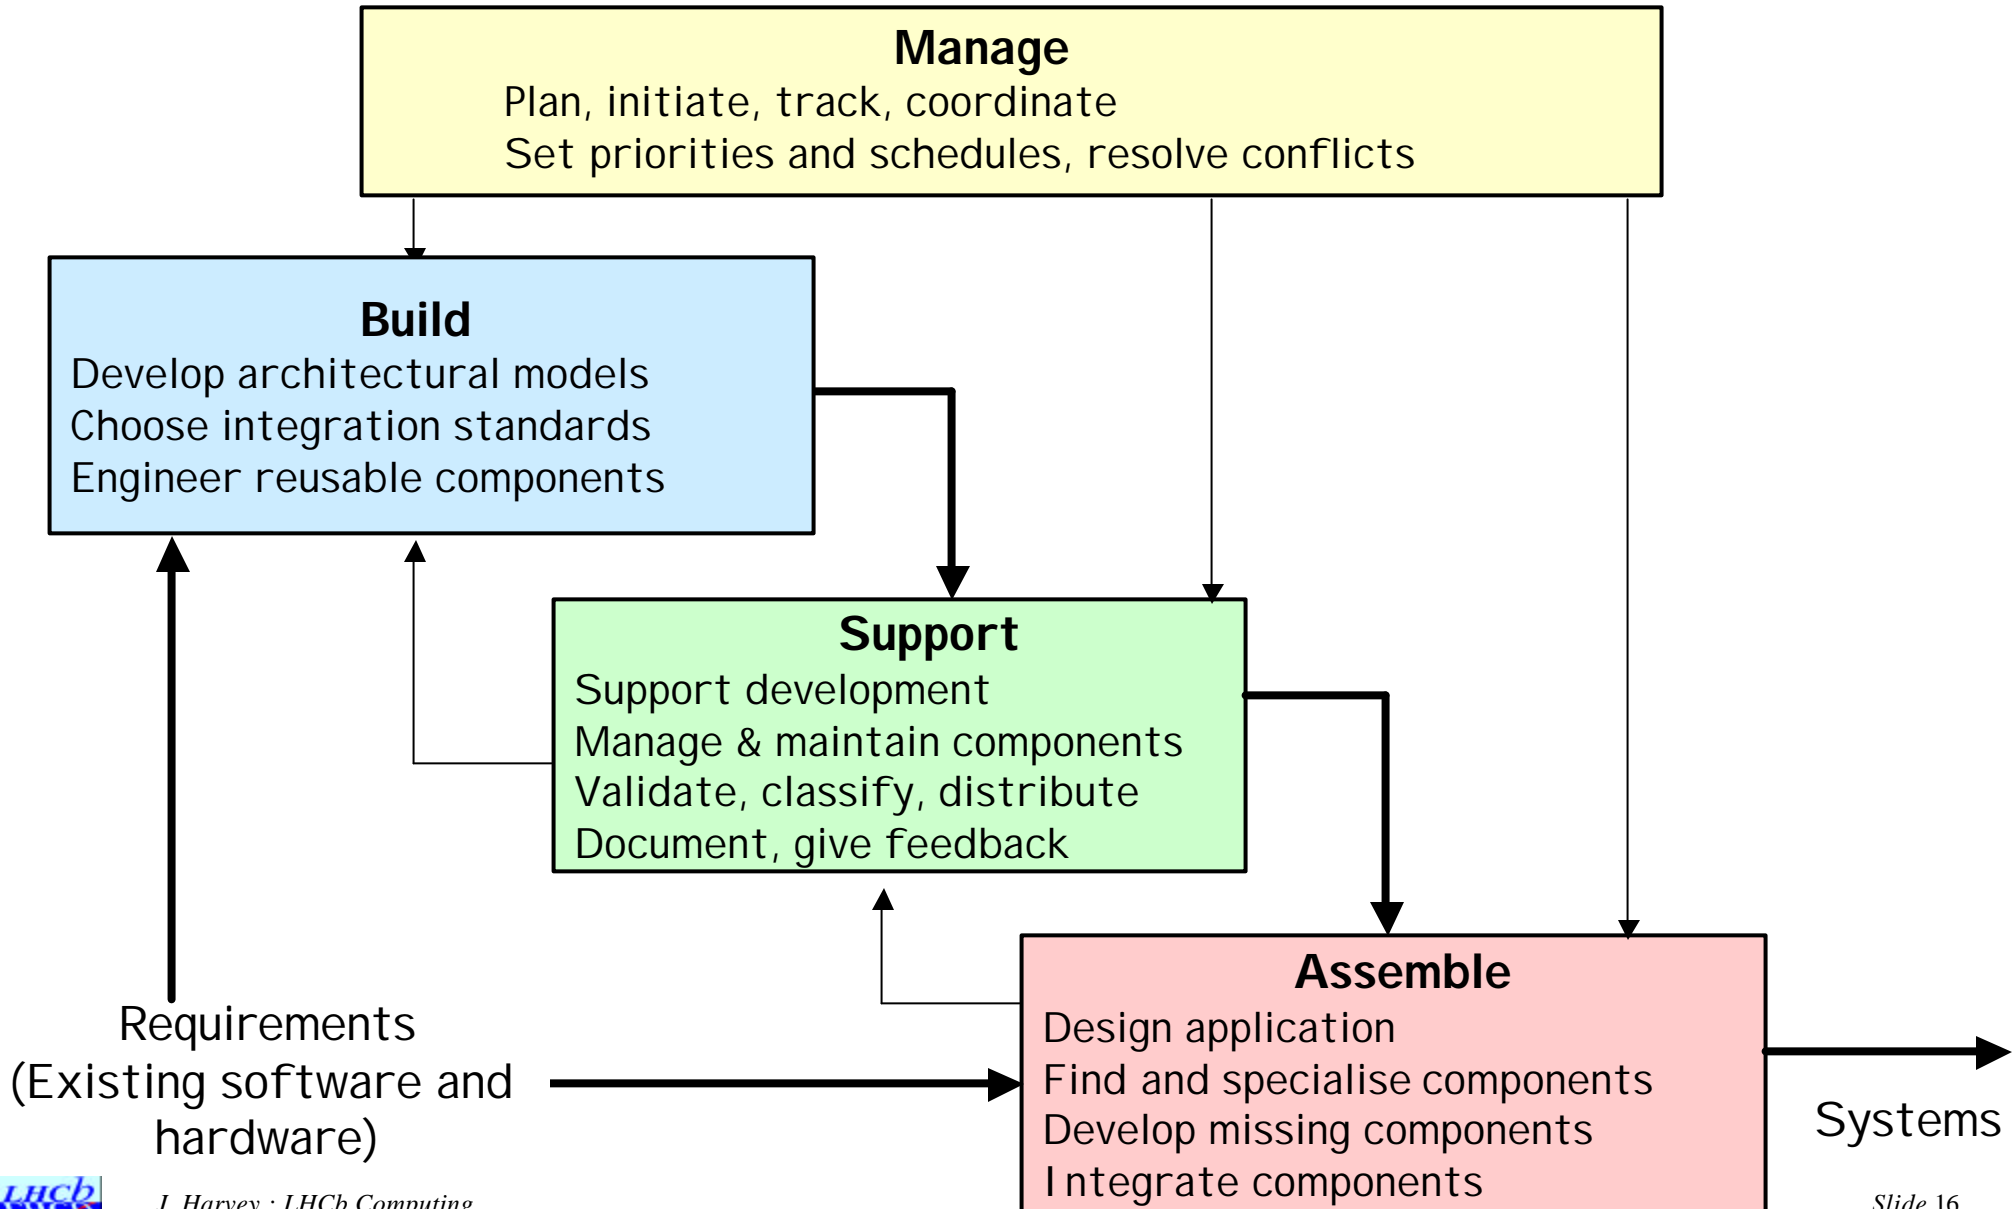 Manage
Plan, initiate, track, coordinate
Set priorities and schedules, resolve conflicts
Build
Develop architectural models
Choose integration standards
Engineer reusable components
Support
Support development
Manage & maintain components
Validate, classify, distribute
Document, give feedback
Assemble
Design application
Find and specialise components
Develop missing components
Integrate components
Requirements
(Existing software and
hardware)
Systems
LHCb
J. Harvey : LHCb Computing
Slide 16